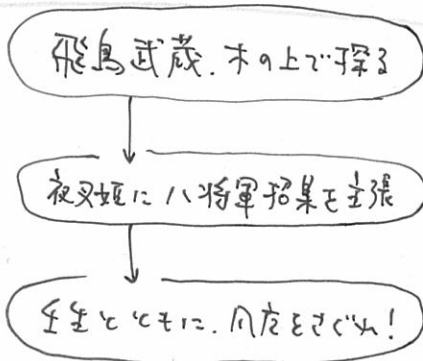 飛鳥武蔵.木の上で探る
夜叉姫に八将軍招集を主張
壬生とともに.風魔をさぐれ!